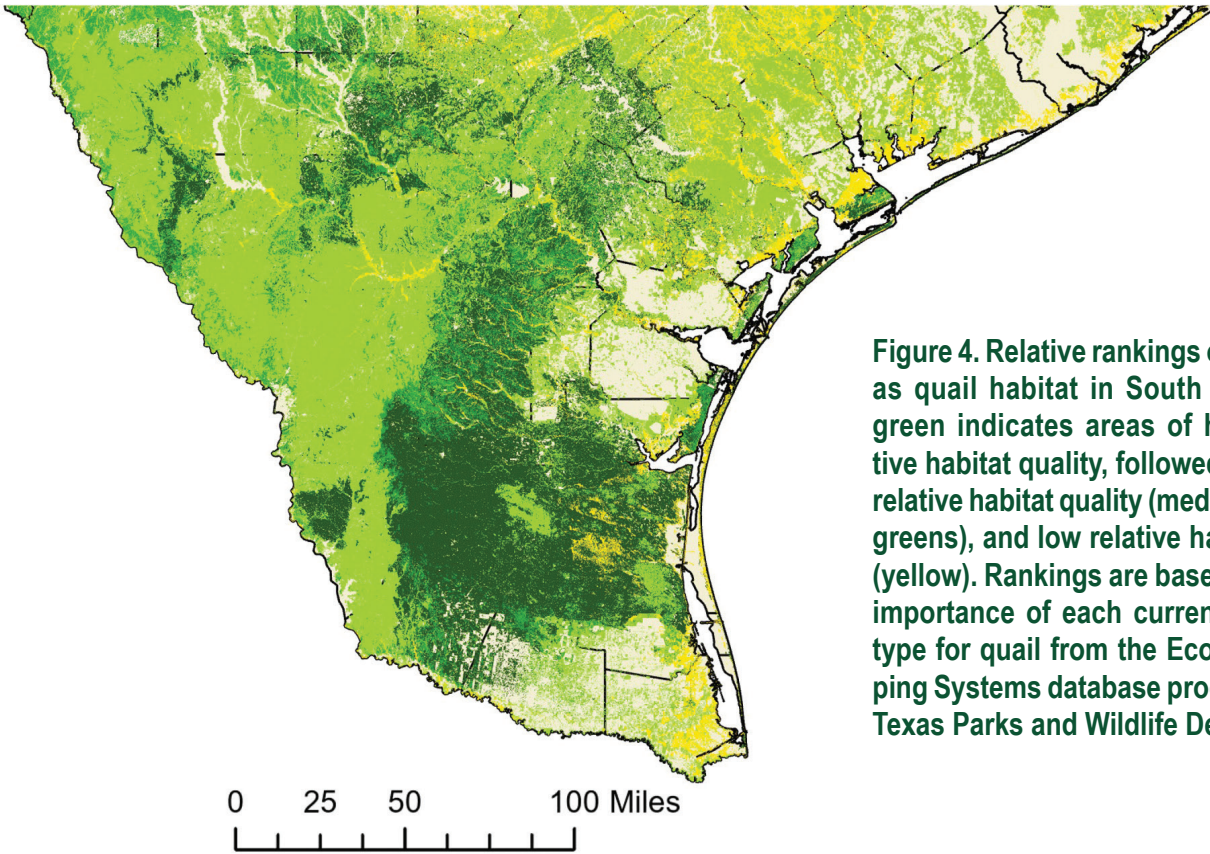 Figure 4. Relative rankings
as quail habitat in South
green indicates areas of
tive habitat quality, followed
relative habitat quality (med
greens), and low relative
(yellow). Rankings are base
importance of each
type for quail from the
ping Systems database
Texas Parks and Wildlife
0 25 50 100 Miles